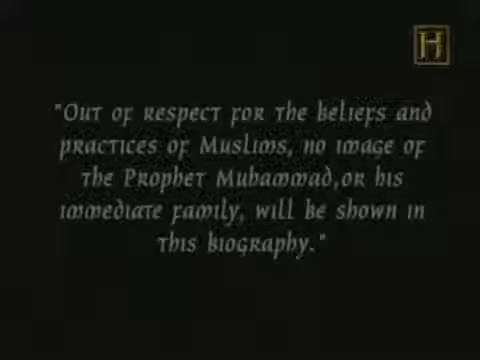 H
"Out of respect for the beliefs and
practices of Muslims, no image of
the Prophet Muhammad,or his
immediate family, will be shown in
this biography."